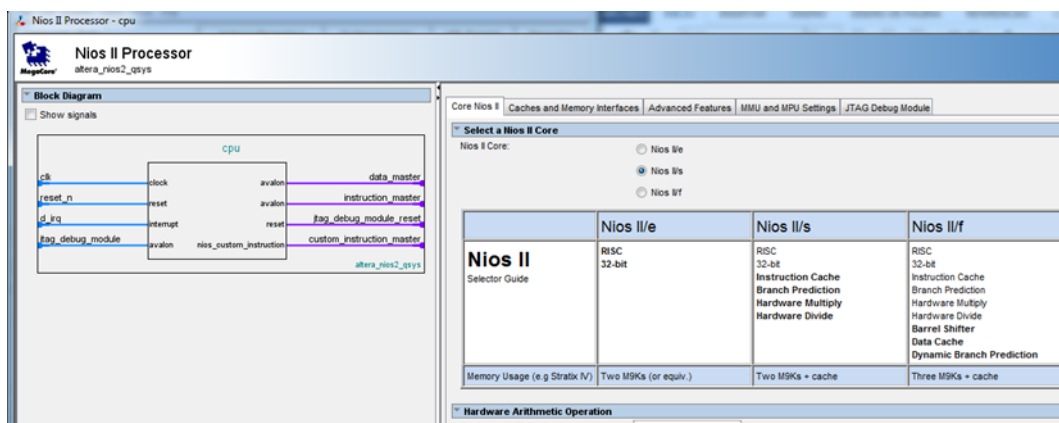 Nios II Processor - cpu
Nios II Processor
MegaCore'
altera_nios2_qsys
Block Diagram
Show signals
cpu
clk
clock
avalon
data_master
reset_n
reset
avalon
instruction_master
d_irq
interrupt
reset
jtag_debug_module_reset
jtag_debug_module
avalon
nios_custom_instruction
custom_instruction_master
altera_nios2_qsys
Core Nios II
Caches and Memory Interfaces
Advanced Features
MMU and MPU Settings
JTAG Debug Module
Select a Nios II Core
Nios II Core:
Nios II/e
Nios II/s
Nios II/f
Nios II/e
Nios II/s
Nios II/f
Nios II
Selector Guide
RISC
32-bit
RISC
32-bit
Instruction Cache
Branch Prediction
Hardware Multiply
Hardware Divide
RISC
32-bit
Instruction Cache
Branch Prediction
Hardware Multiply
Hardware Divide
Barrel Shifter
Data Cache
Dynamic Branch Prediction
Memory Usage (e.g Stratix IV)
Two M9Ks (or equiv.)
Two M9Ks + cache
Three M9Ks + cache
Hardware Arithmetic Operation